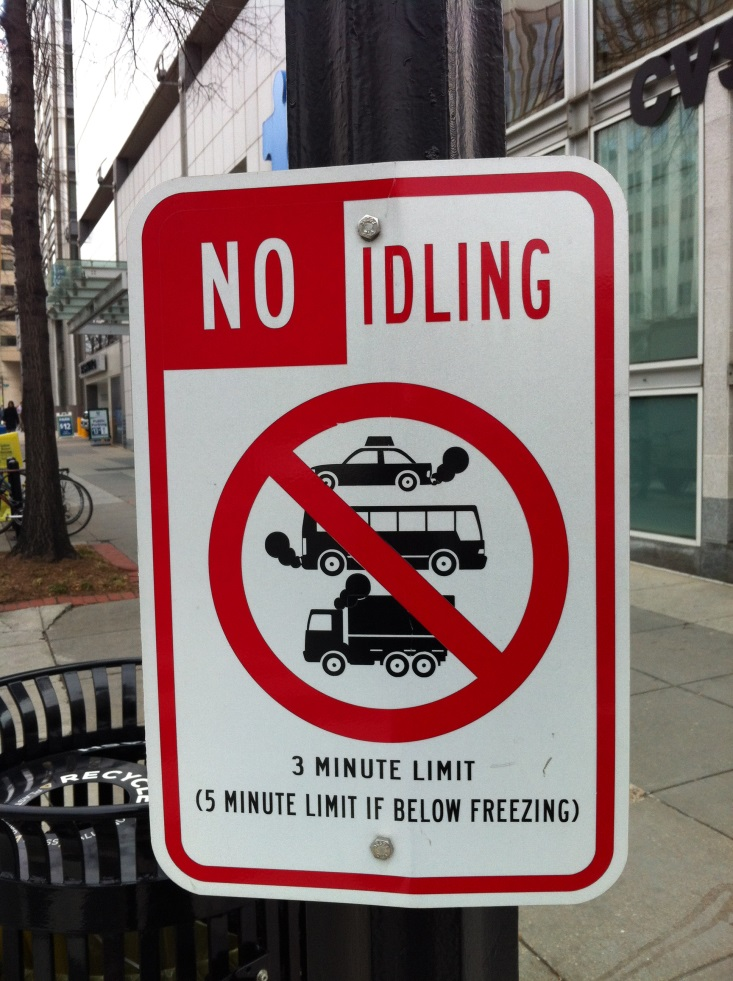 CVS
NO IDLING
3 MINUTE LIMIT
(5 MINUTE LIMIT IF BELOW FREEZING)
RECYCLE